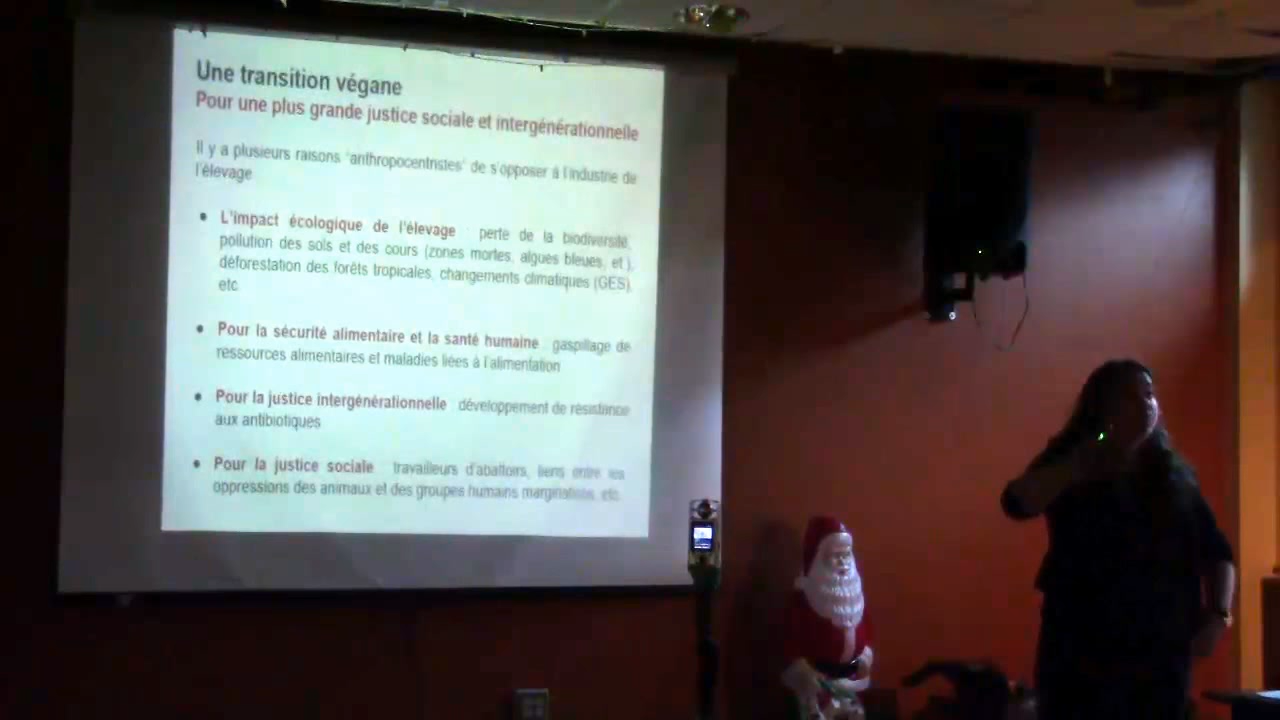 Une transition végane
Pour une plus grande justice sociale et intergénérationnelle
Il y a plusieurs raisons "anthropocentristes" de s'opposer à l'industrie de
l'élevage
• L'impact écologique de l'élevage : perte de la biodiversité,
pollution des sols et des cours (zones mortes, algues bleues, et ),
déforestation des forêts tropicales, changements climatiques (GES),
etc.
• Pour la sécurité alimentaire et la santé humaine : gaspillage de
ressources alimentaires et maladies liées à l'alimentation
• Pour la justice intergénérationnelle : développement de résistance
aux antibiotiques
• Pour la justice sociale : travailleurs d'abattoirs, liens entre les
oppressions des animaux et des groupes humains marginalisés, etc.